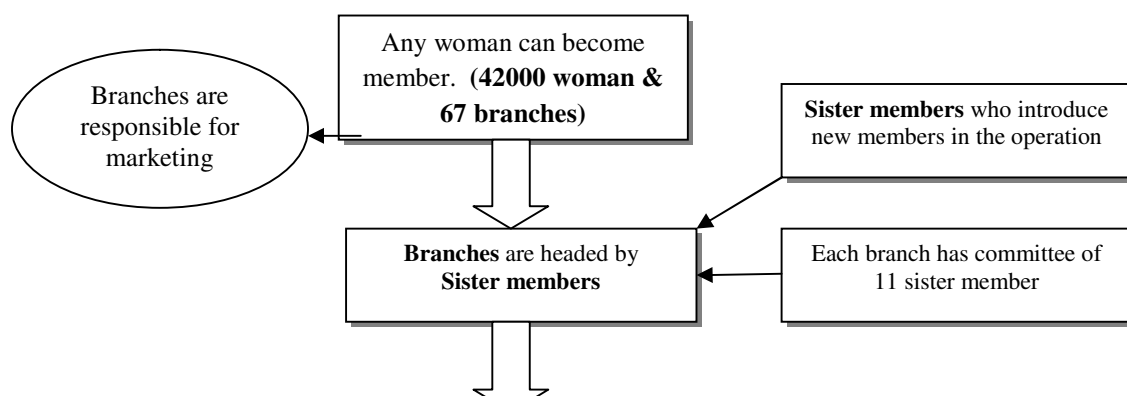 Any woman can become
member. (42000 woman &
67 branches)
Branches are
responsible for
marketing
Sister members who introduce
new members in the operation
Branches are headed by
Sister members
Each branch has committee of
11 sister member